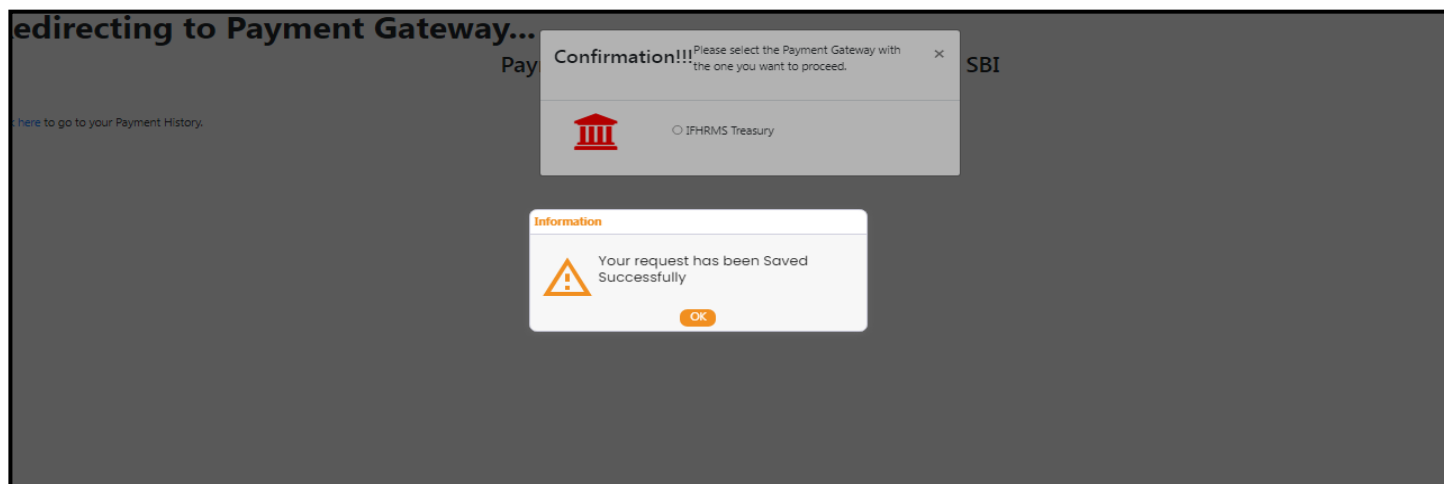 edirecting to Payment Gateway...
Confirmation!!! Please select the Payment Gateway with
the one you want to proceed.
×
Pay
SBI
here to go to your Payment History.
IFHRMS Treasury
Information
Your request has been Saved
Successfully
OK